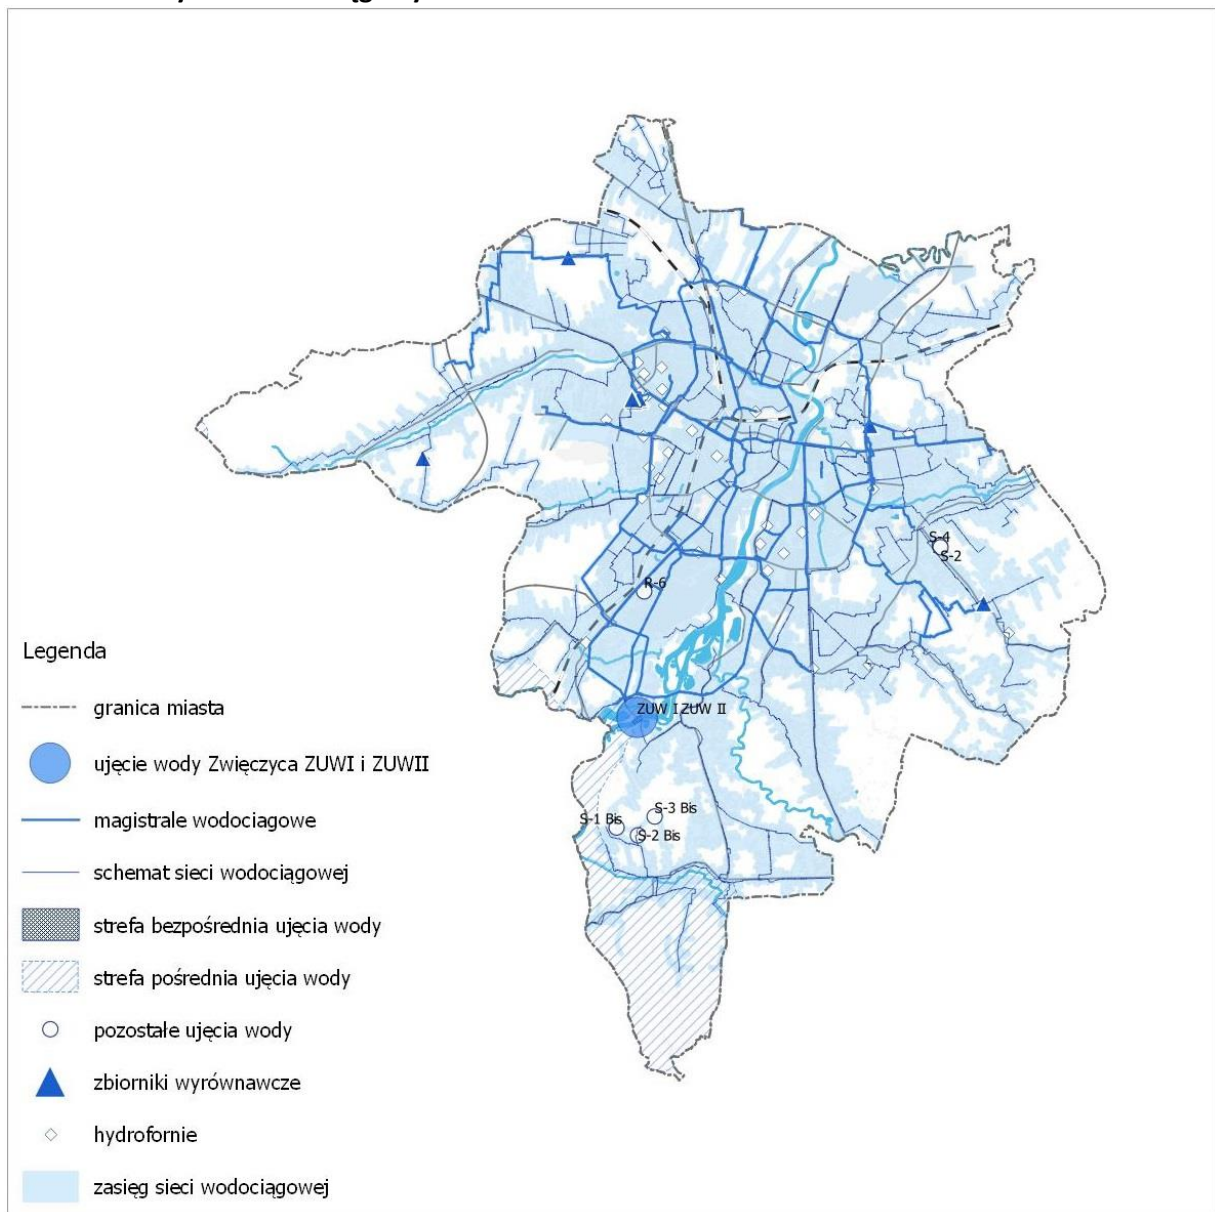 S-4
S-2
R-6
ZUW I ZUW II
S-3 Bis
S-1 Bis
S-2 Bis
Legenda
granica miasta
ujęcie wody Zwięczyca ZUWI i ZUWII
magistrale wodociagowe
schemat sieci wodociągowej
strefa bezpośrednia ujęcia wody
strefa pośrednia ujęcia wody
pozostałe ujęcia wody
zbiorniki wyrównawcze
hydrofornie
zasięg sieci wodociągowej